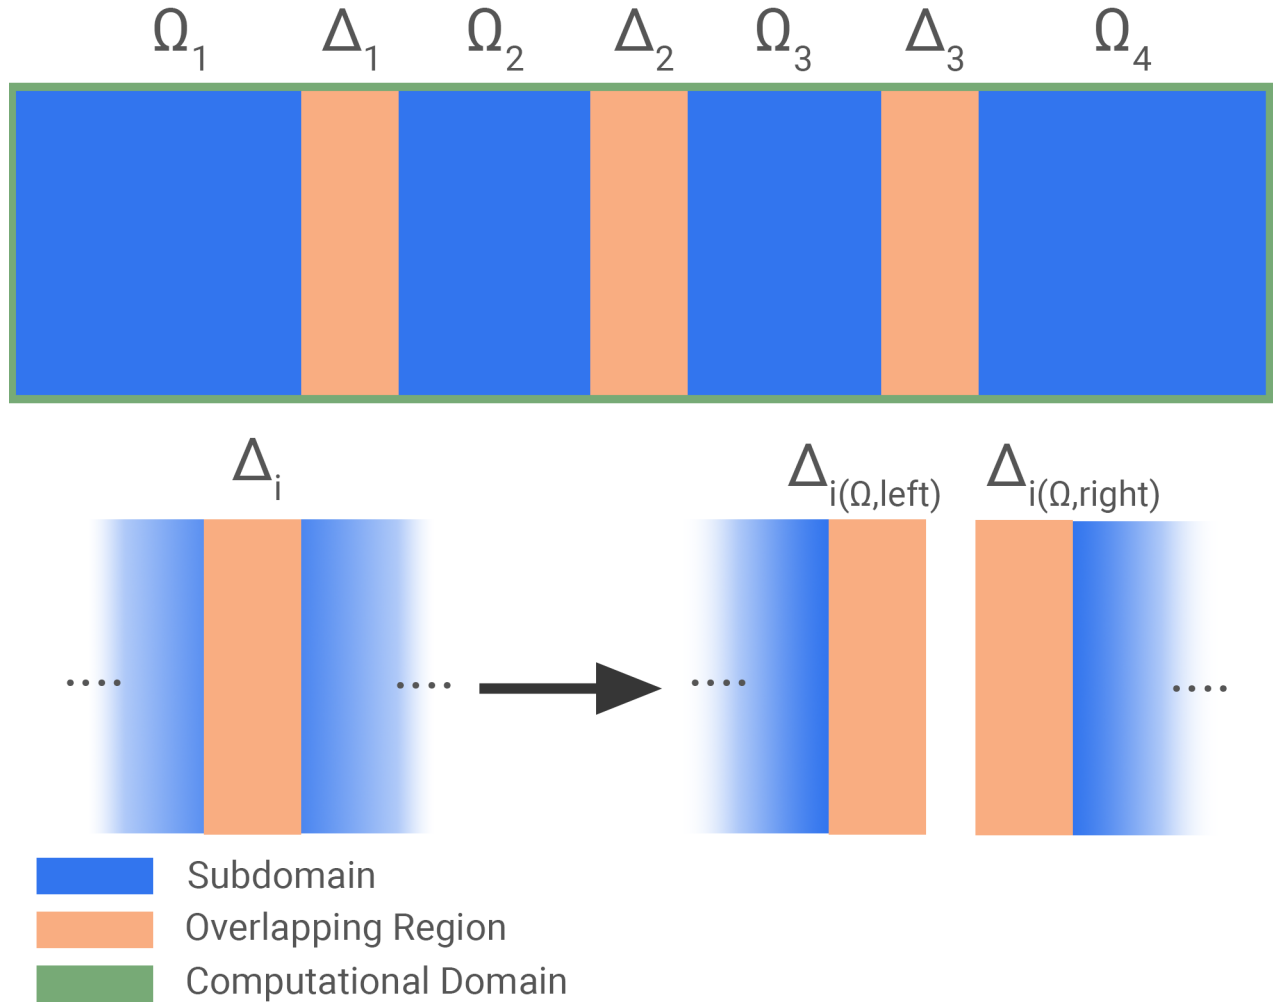 Ω₁ Δ₁ Ω₂ Δ₂ Ω₃ Δ₃ Ω₄
Δᵢ
Δi(Ω,left) Δi(Ω,right)
.... .... .... ....
Subdomain
Overlapping Region
Computational Domain